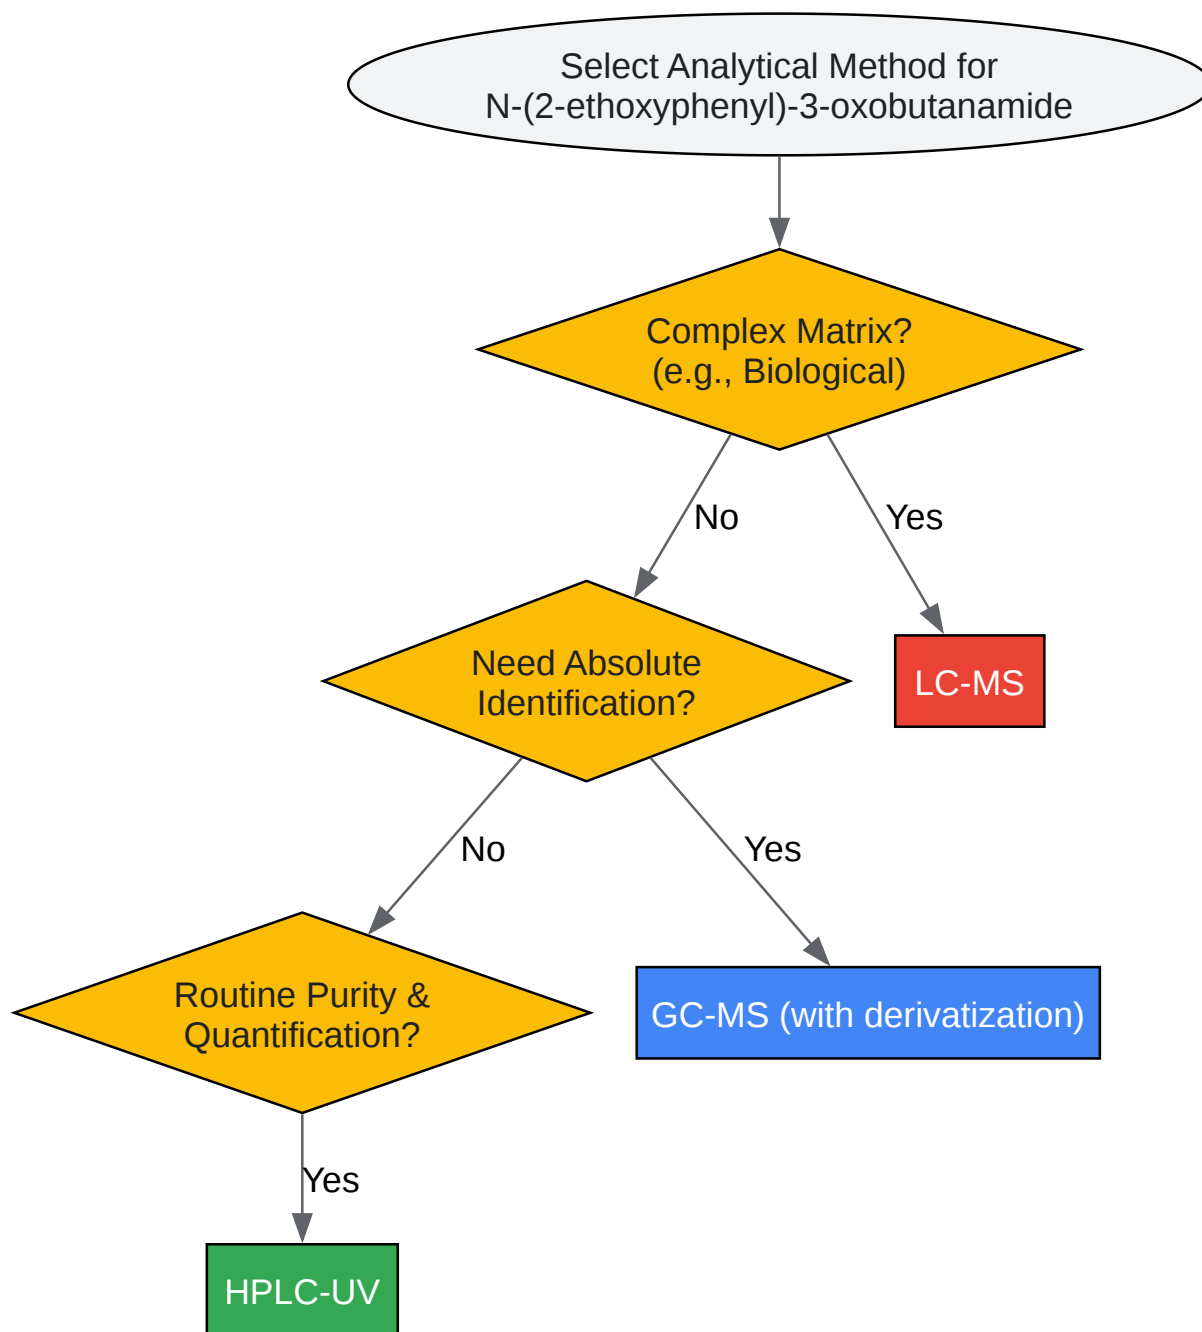 Select Analytical Method for
N-(2-ethoxyphenyl)-3-oxobutanamide
Complex Matrix?
(e.g., Biological)
No
Yes
Need Absolute
Identification?
LC-MS
No
Yes
Routine Purity &
Quantification?
GC-MS (with derivatization)
Yes
HPLC-UV